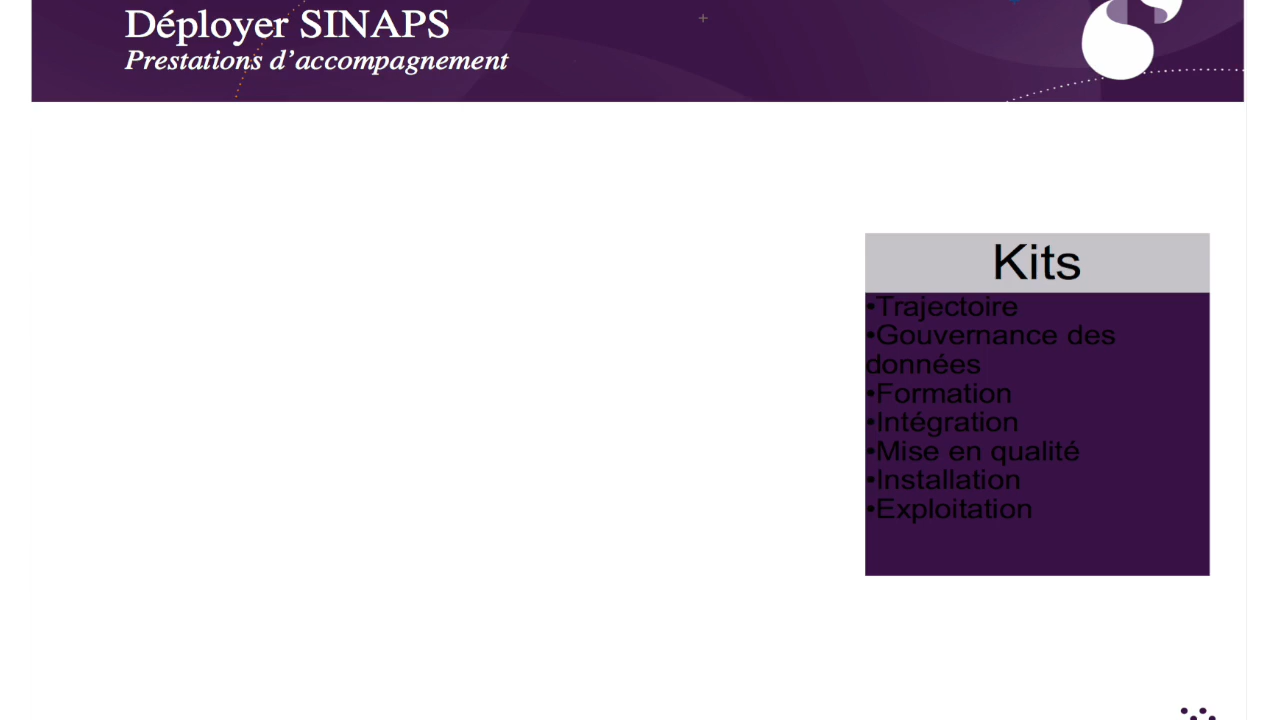 Déployer SINAPS
Prestations d’accompagnement
Kits
•Trajectoire
•Gouvernance des
données
•Formation
•Intégration
•Mise en qualité
•Installation
•Exploitation